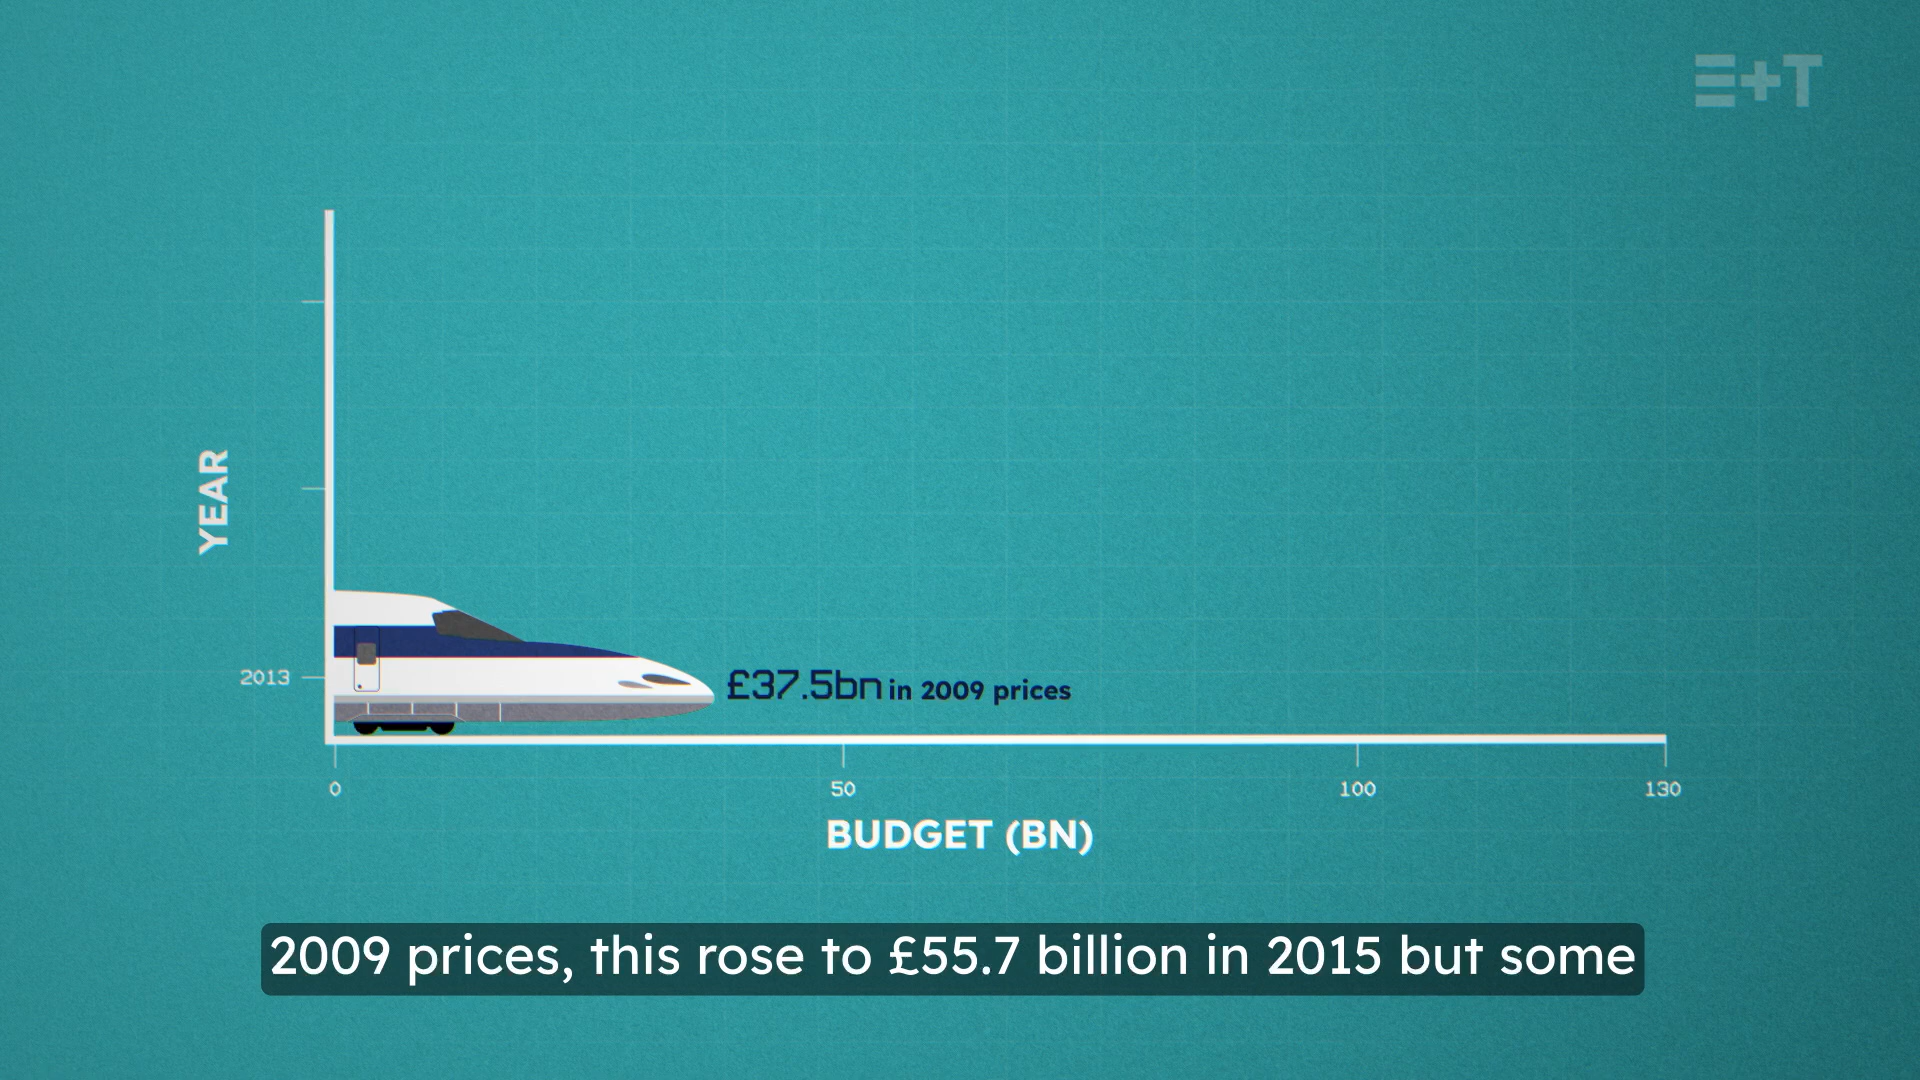 E+T
YEAR
2013
£37.5bn in 2009 prices
0 50 100 130
BUDGET (BN)
2009 prices, this rose to £55.7 billion in 2015 but some